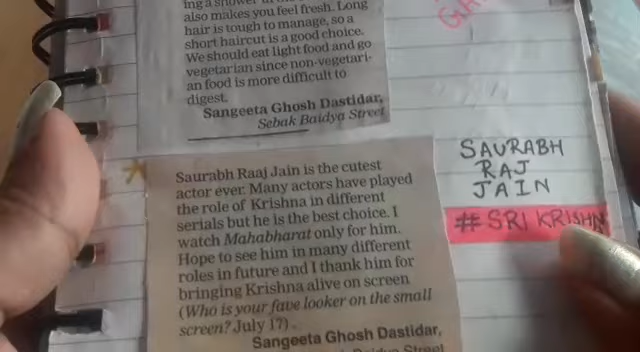 ing a shower
also makes you feel fresh. Long
hair is tough to manage, so a
short haircut is a good choice.
We should eat light food and go
vegetarian since non-vegetari-
an food is more difficult to
digest.
Sangeeta Ghosh Dastidar,
Sebak Baidya Street
Saurabh Raaj Jain is the cutest
actor ever. Many actors have played
the role of Krishna in different
serials but he is the best choice. I
watch Mahabharat only for him.
Hope to see him in many different
roles in future and I thank him for
bringing Krishna alive on screen
(Who is your fave looker on the small
screen? July 17).
Sangeeta Ghosh Dastidar,
Baidya Street
SAURABH
RAJ
JAIN
#SRI KRISHN